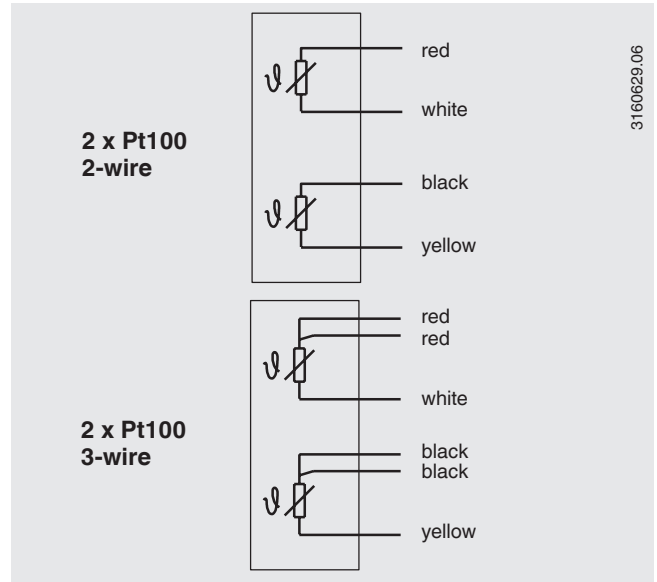 2 x Pt100
2-wire
ϑ
red
white
ϑ
black
yellow
2 x Pt100
3-wire
ϑ
red
red
white
ϑ
black
black
yellow
3160629.06